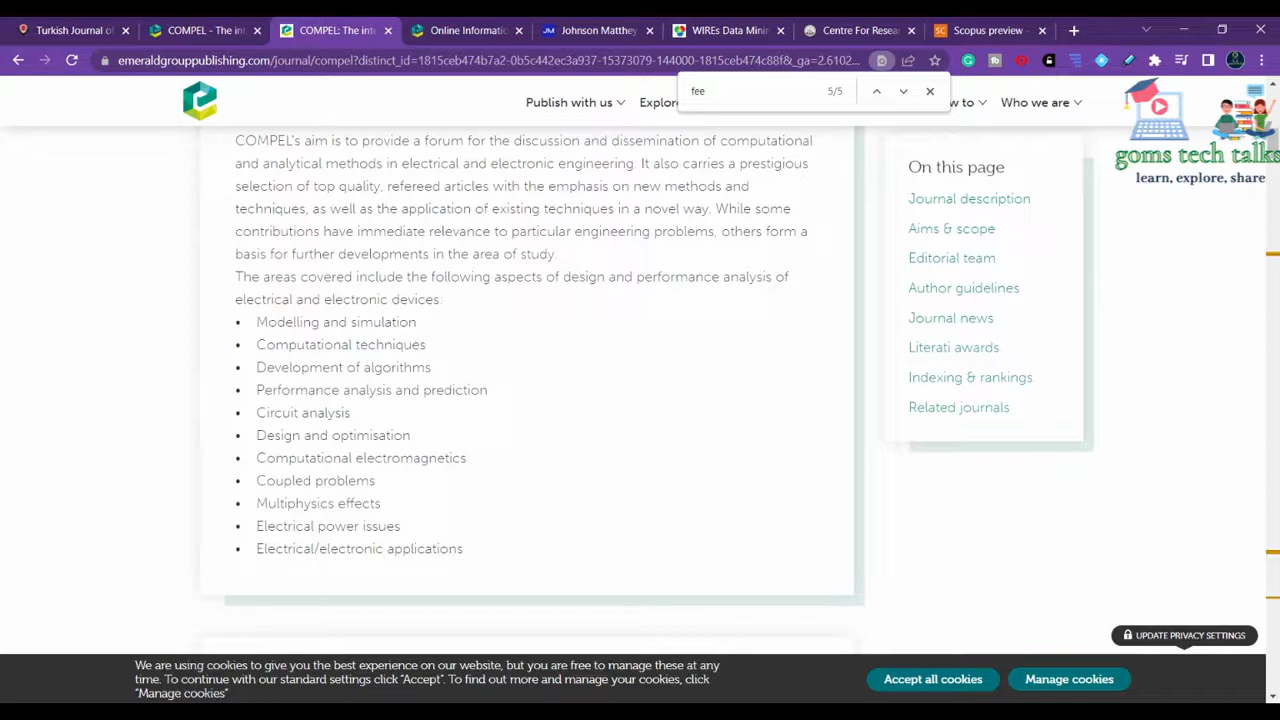 Turkish Journal of
COMPEL - The int
COMPEL: The inte
Online Informatio
Johnson Matthey
WIREs Data Minin
Centre For Resea
Scopus preview -
emeraldgrouppublishing.com/journal/compel?distinct_id=1815ceb474b7a2-0b5c442ec3a937-15373079-144000-1815ceb474c88f&_ga=2.6102...
fee
5/5
Publish with us
Explore
to
Who we are
goms tech talks
learn, explore, share
COMPEL's aim is to provide a forum for the discussion and dissemination of computational
and analytical methods in electrical and electronic engineering. It also carries a prestigious
selection of top quality, refereed articles with the emphasis on new methods and
techniques, as well as the application of existing techniques in a novel way. While some
contributions have immediate relevance to particular engineering problems, others form a
basis for further developments in the area of study.
The areas covered include the following aspects of design and performance analysis of
electrical and electronic devices:
• Modelling and simulation
• Computational techniques
• Development of algorithms
• Performance analysis and prediction
• Circuit analysis
• Design and optimisation
• Computational electromagnetics
• Coupled problems
• Multiphysics effects
• Electrical power issues
• Electrical/electronic applications
On this page
Journal description
Aims & scope
Editorial team
Author guidelines
Journal news
Literati awards
Indexing & rankings
Related journals
UPDATE PRIVACY SETTINGS
We are using cookies to give you the best experience on our website, but you are free to manage these at any
time. To continue with our standard settings click "Accept". To find out more and manage your cookies, click
"Manage cookies"
Accept all cookies
Manage cookies